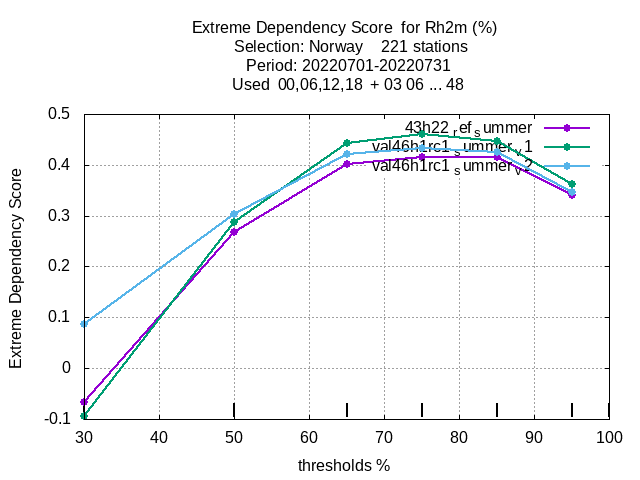 Extreme Dependency Score  for Rh2m (%)
Selection: Norway    221 stations
Period: 20220701-20220731
Used  00,06,12,18  + 03 06 ... 48
0.5
0.4
0.3
0.2
0.1
0
-0.1
Extreme Dependency Score
43h22_ref_summer
val46h1rc1_summer_v1
val46h1rc1_summer_v2
30 40 50 60 70 80 90 100
thresholds %